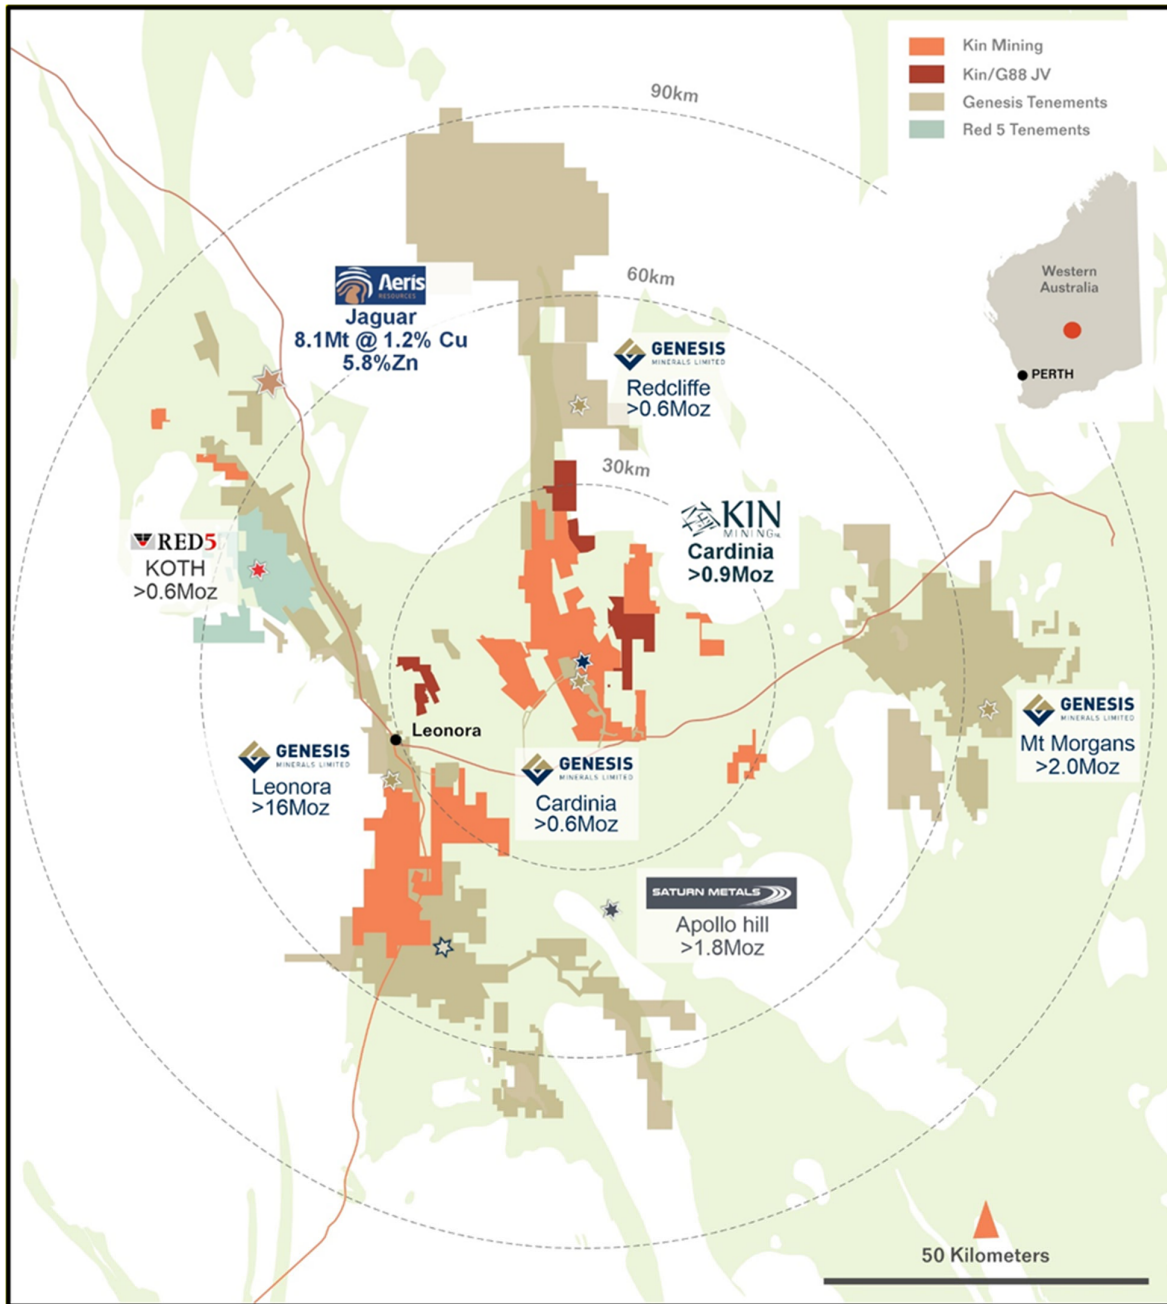 90km
Kin Mining
Kin/G88 JV
Genesis Tenements
Red 5 Tenements
60km
Western
Australia
PERTH
Aeris
RESOURCES
Jaguar
8.1Mt @ 1.2% Cu
5.8%Zn
GENESIS
MINERALS LIMITED
Redcliffe
>0.6Moz
30km
KIN
MINING
Cardinia
>0.9Moz
RED5
KOTH
>0.6Moz
Leonora
GENESIS
MINERALS LIMITED
Mt Morgans
>2.0Moz
GENESIS
MINERALS LIMITED
Leonora
>16Moz
GENESIS
MINERALS LIMITED
Cardinia
>0.6Moz
SATURN METALS
Apollo hill
>1.8Moz
50 Kilometers